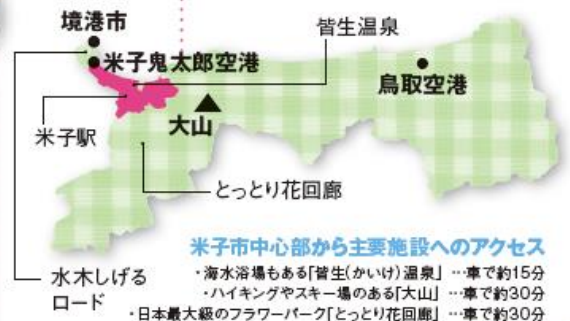 境港市
皆生温泉
米子鬼太郎空港
鳥取空港
大山
米子駅
とっとり花回廊
水木しげる
ロード
米子市中心部から主要施設へのアクセス
・海水浴場もある「皆生(かいけ)温泉」 …車で約15分
・ハイキングやスキー場のある「大山」 …車で約30分
・日本最大級のフラワーパーク「とっとり花回廊」 …車で約30分